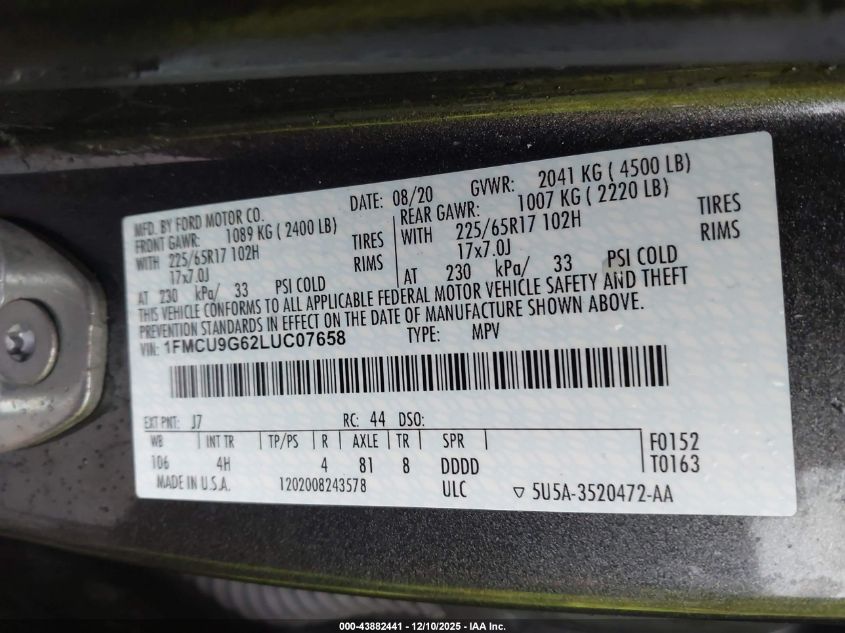 MFD. BY FORD MOTOR CO. DATE: 08/20 GVWR: 2041 KG ( 4500 LB)
FRONT GAWR: 1089 KG ( 2400 LB) REAR GAWR: 1007 KG ( 2220 LB)
WITH 225/65R17 102H TIRES WITH 225/65R17 102H TIRES
17x7.0J RIMS 17x7.0J RIMS
AT 230 kPa/ 33 PSI COLD AT 230 kPa/ 33 PSI COLD
THIS VEHICLE CONFORMS TO ALL APPLICABLE FEDERAL MOTOR VEHICLE SAFETY AND THEFT
PREVENTION STANDARDS IN EFFECT ON THE DATE OF MANUFACTURE SHOWN ABOVE.
VIN: 1FMCU9G62LUC07658 TYPE: MPV
EXT PNT: J7 RC: 44 DSO:
WB INT TR TP/PS R AXLE TR SPR F0152
106 4H 4 81 8 DDDD T0163
MADE IN U.S.A. 1202008243578 ULC ▽ 5U5A-3520472-AA
000-43882441 - 12/10/2025 - IAA Inc.